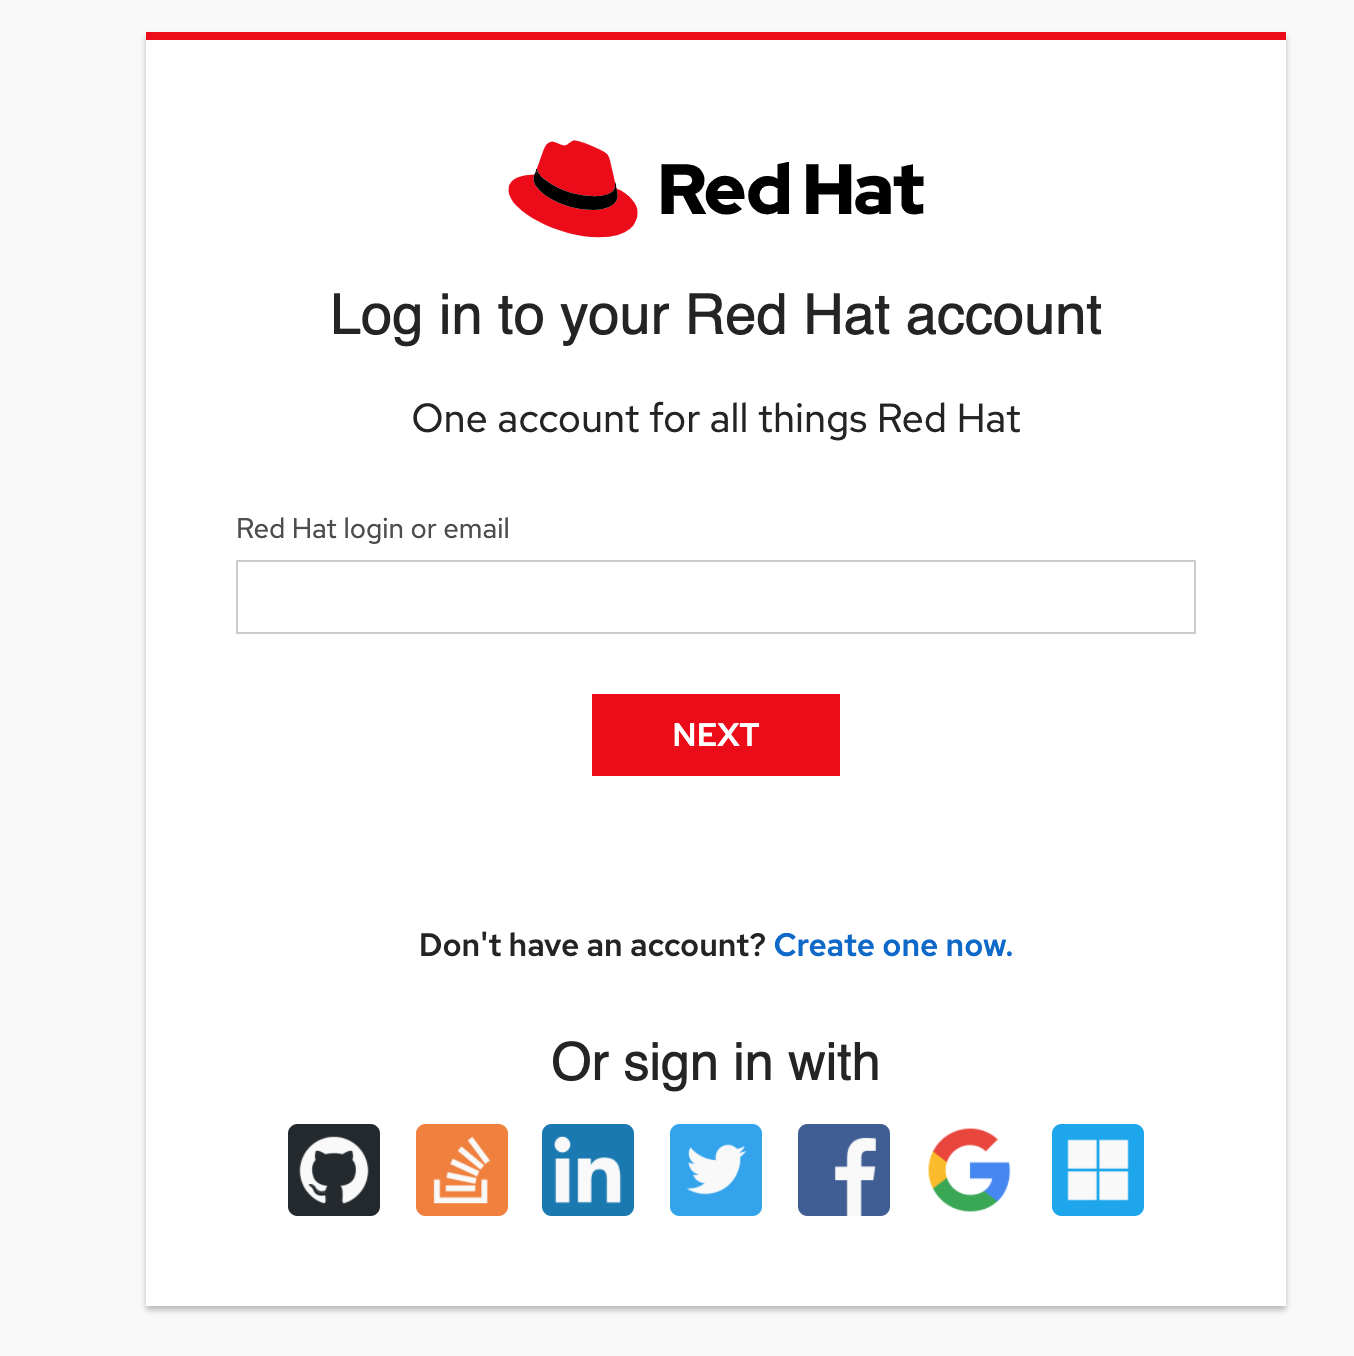 Red Hat
Log in to your Red Hat account
One account for all things Red Hat
Red Hat login or email
NEXT
Don't have an account? Create one now.
Or sign in with
in
f
G